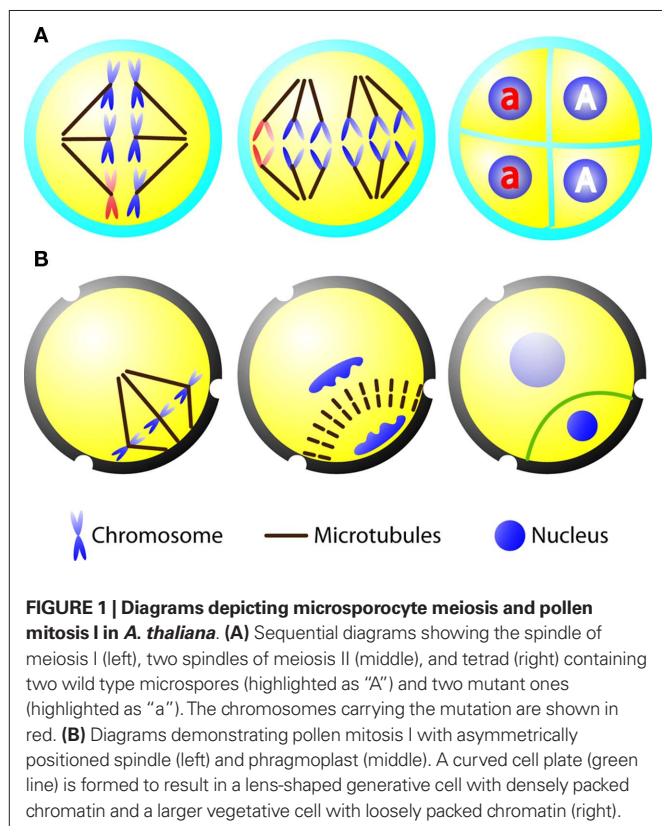 A
a A
a A
B
Chromosome Microtubules Nucleus
FIGURE 1 | Diagrams depicting microsporocyte meiosis and pollen
mitosis I in A. thaliana. (A) Sequential diagrams showing the spindle of
meiosis I (left), two spindles of meiosis II (middle), and tetrad (right) containing
two wild type microspores (highlighted as “A”) and two mutant ones
(highlighted as “a”). The chromosomes carrying the mutation are shown in
red. (B) Diagrams demonstrating pollen mitosis I with asymmetrically
positioned spindle (left) and phragmoplast (middle). A curved cell plate (green
line) is formed to result in a lens-shaped generative cell with densely packed
chromatin and a larger vegetative cell with loosely packed chromatin (right).